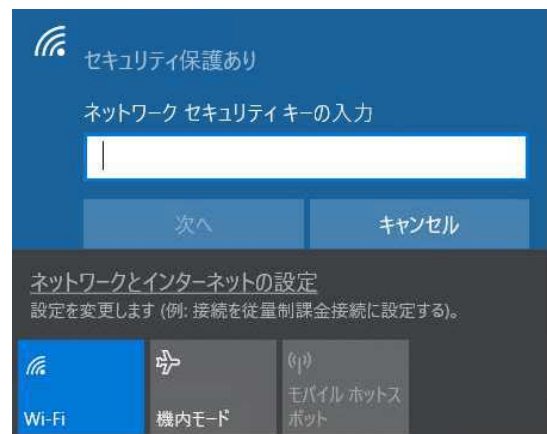 セキュリティ保護あり
ネットワーク セキュリティ キーの入力
次へ
キャンセル
ネットワークとインターネットの設定
設定を変更します (例: 接続を従量制課金接続に設定する)。
Wi-Fi
機内モード
モバイル ホットス
ポット